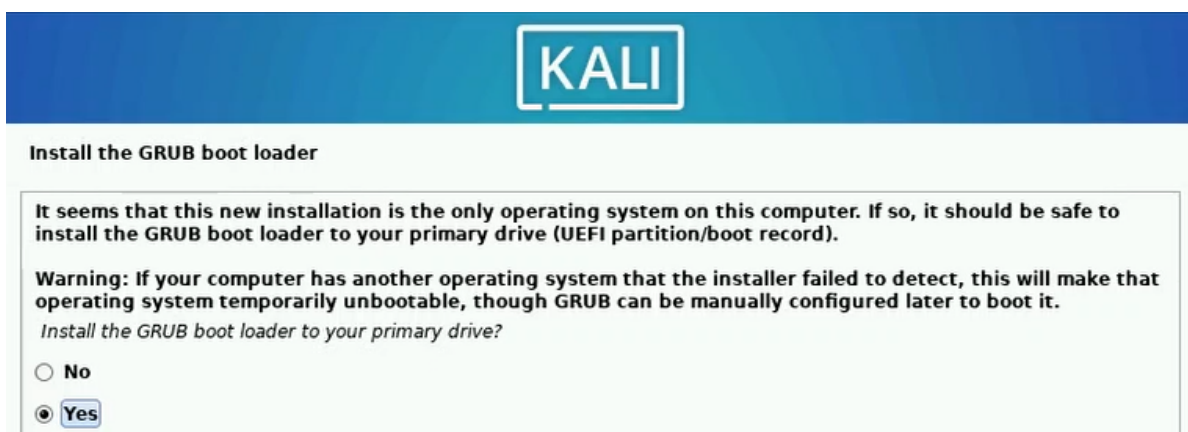 KALI
Install the GRUB boot loader
It seems that this new installation is the only operating system on this computer. If so, it should be safe to
install the GRUB boot loader to your primary drive (UEFI partition/boot record).
Warning: If your computer has another operating system that the installer failed to detect, this will make that
operating system temporarily unbootable, though GRUB can be manually configured later to boot it.
Install the GRUB boot loader to your primary drive?
No
Yes